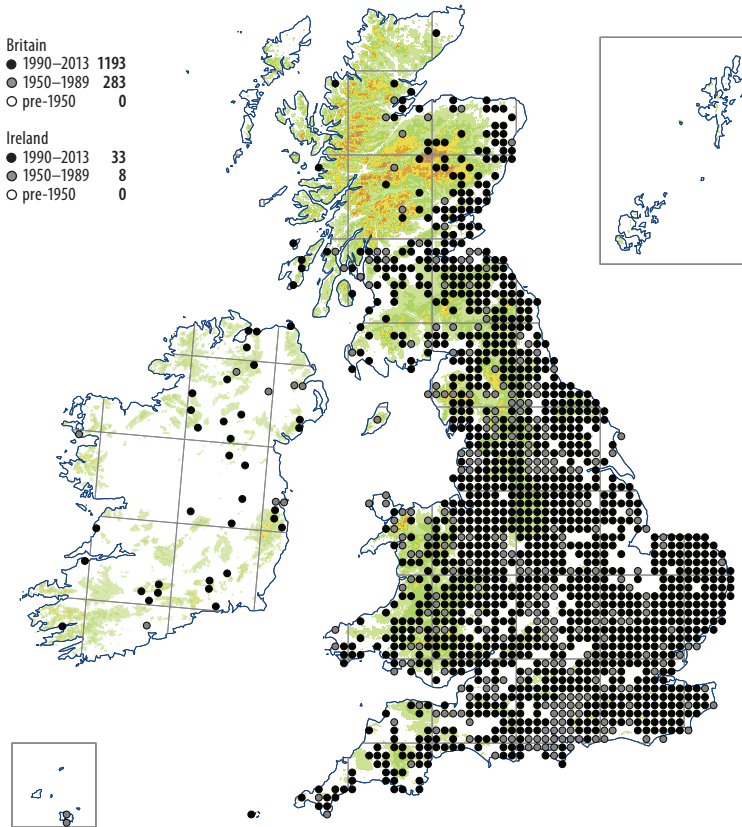 Britain
1990–2013 1193
1950–1989 283
pre-1950 0
Ireland
1990–2013 33
1950–1989 8
pre-1950 0